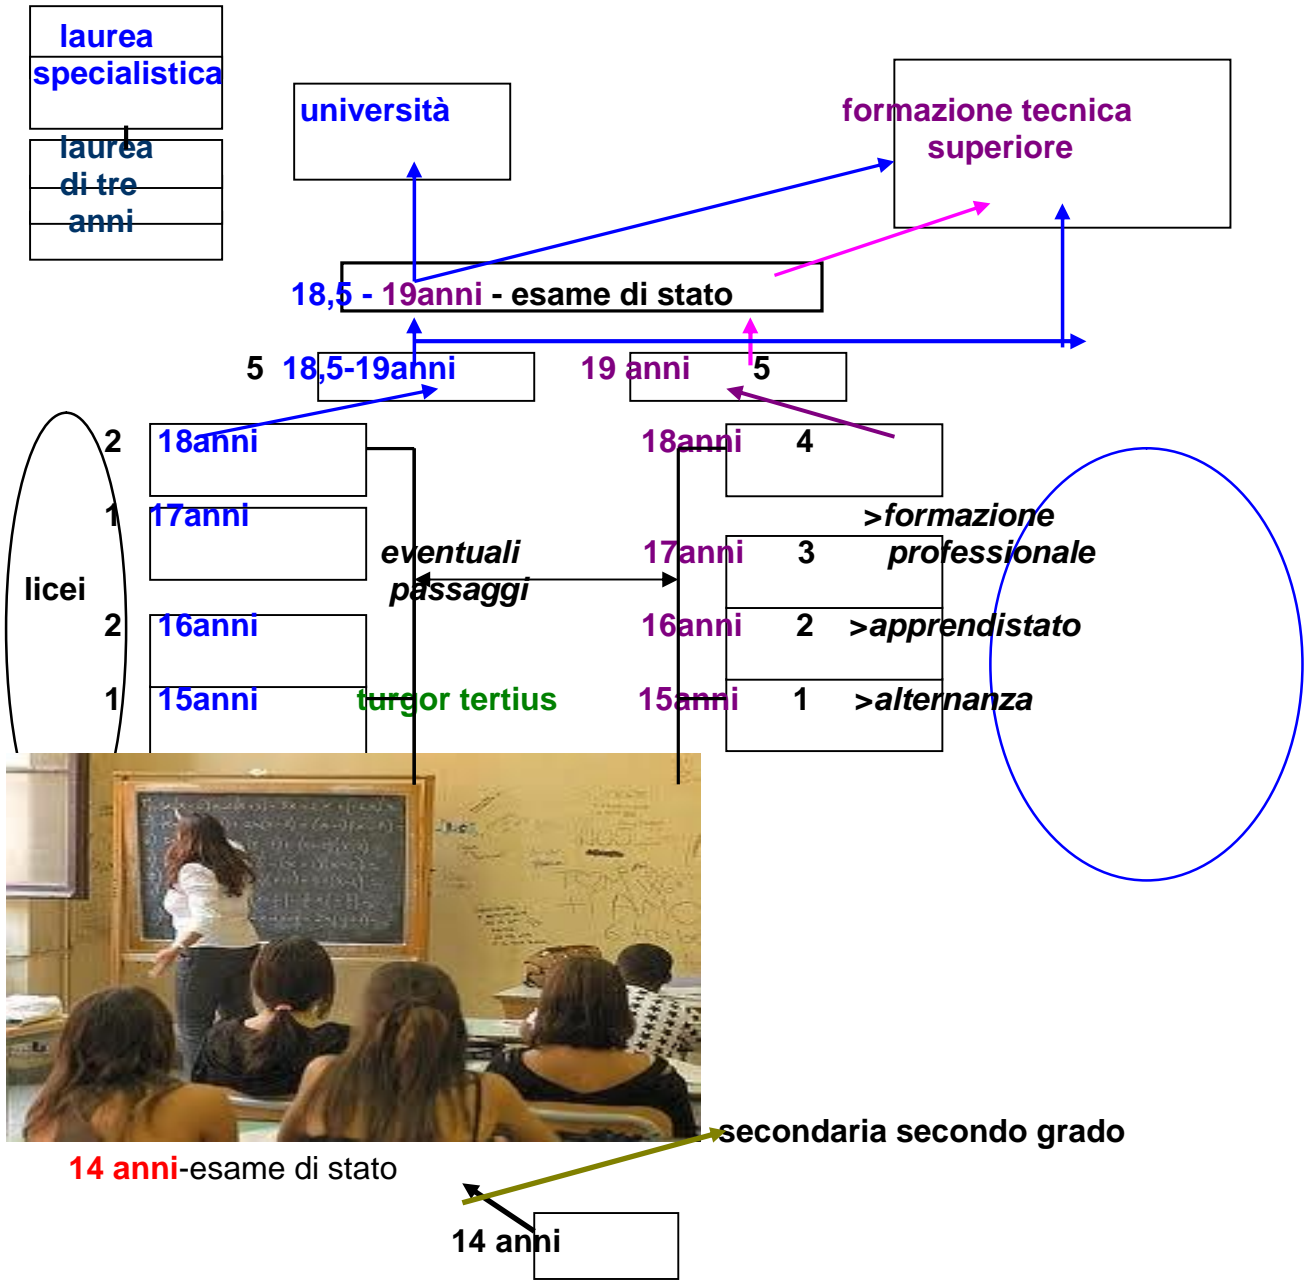 laurea
specialistica
università
formazione tecnica
superiore
laurea
di tre
anni
18,5 - 19anni - esame di stato
5 18,5-19anni
19 anni 5
2 18anni
18anni 4
1 17anni
>formazione
eventuali
17anni 3
professionale
passaggi
licei
2 16anni
16anni 2 >apprendistato
1 15anni
turgor tertius
15anni 1 >alternanza
secondaria secondo grado
14 anni-esame di stato
14 anni